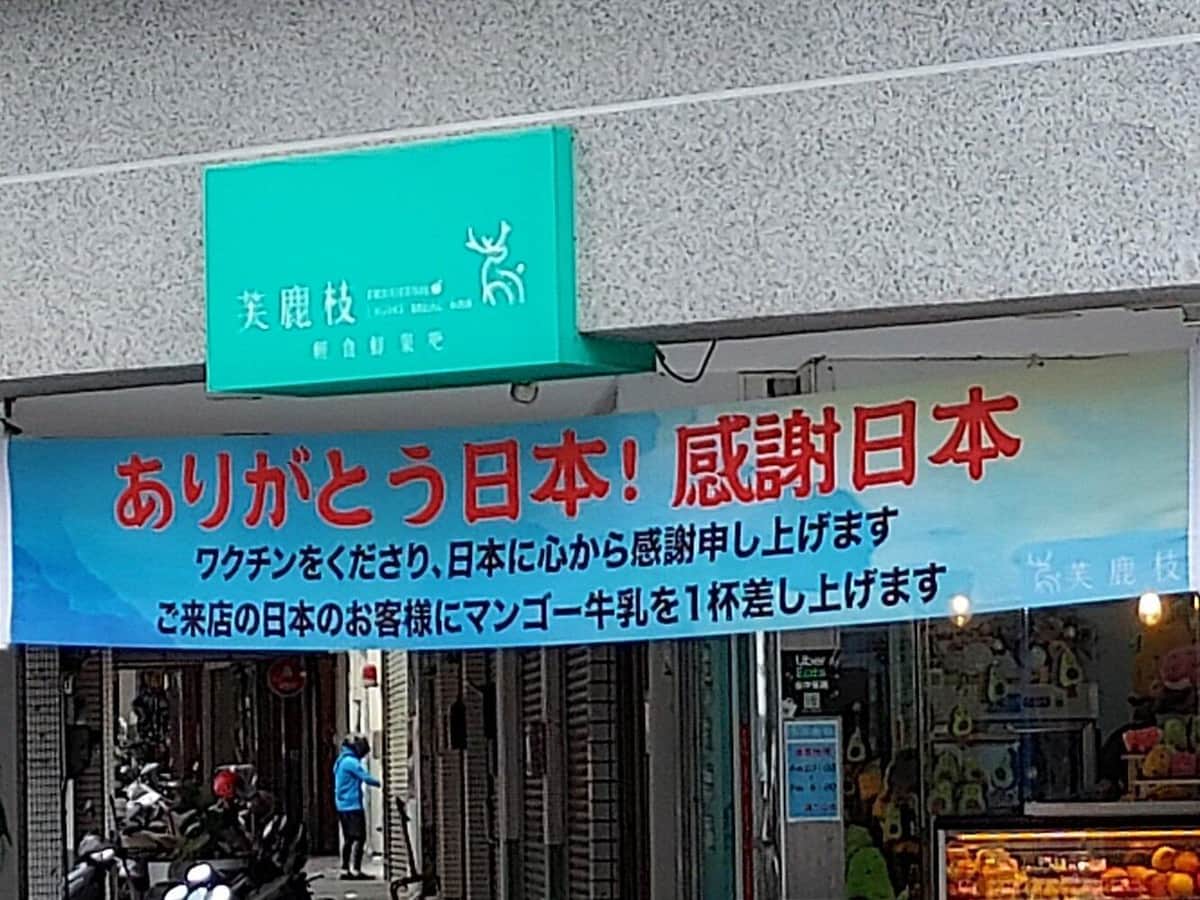 芙鹿枝
輕食鮮果吧
ありがとう日本！感謝日本
ワクチンをくださり、日本に心から感謝申し上げます
ご来店の日本のお客様にマンゴー牛乳を1杯差し上げます
芙鹿枝
Uber
Eats